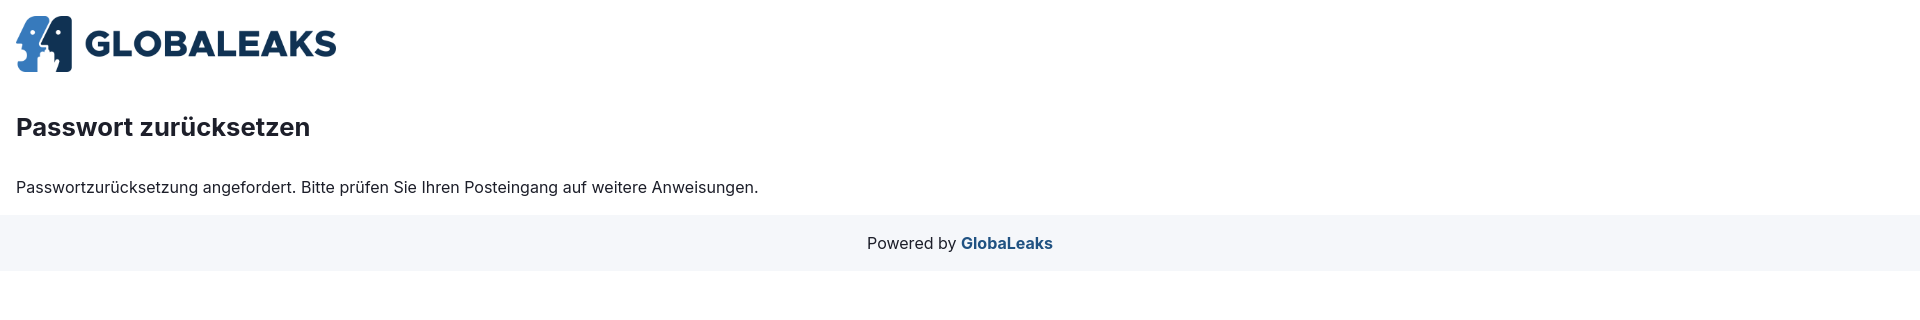 GLOBALEAKS
Passwort zurücksetzen
Passwortzurücksetzung angefordert. Bitte prüfen Sie Ihren Posteingang auf weitere Anweisungen.
Powered by GlobaLeaks